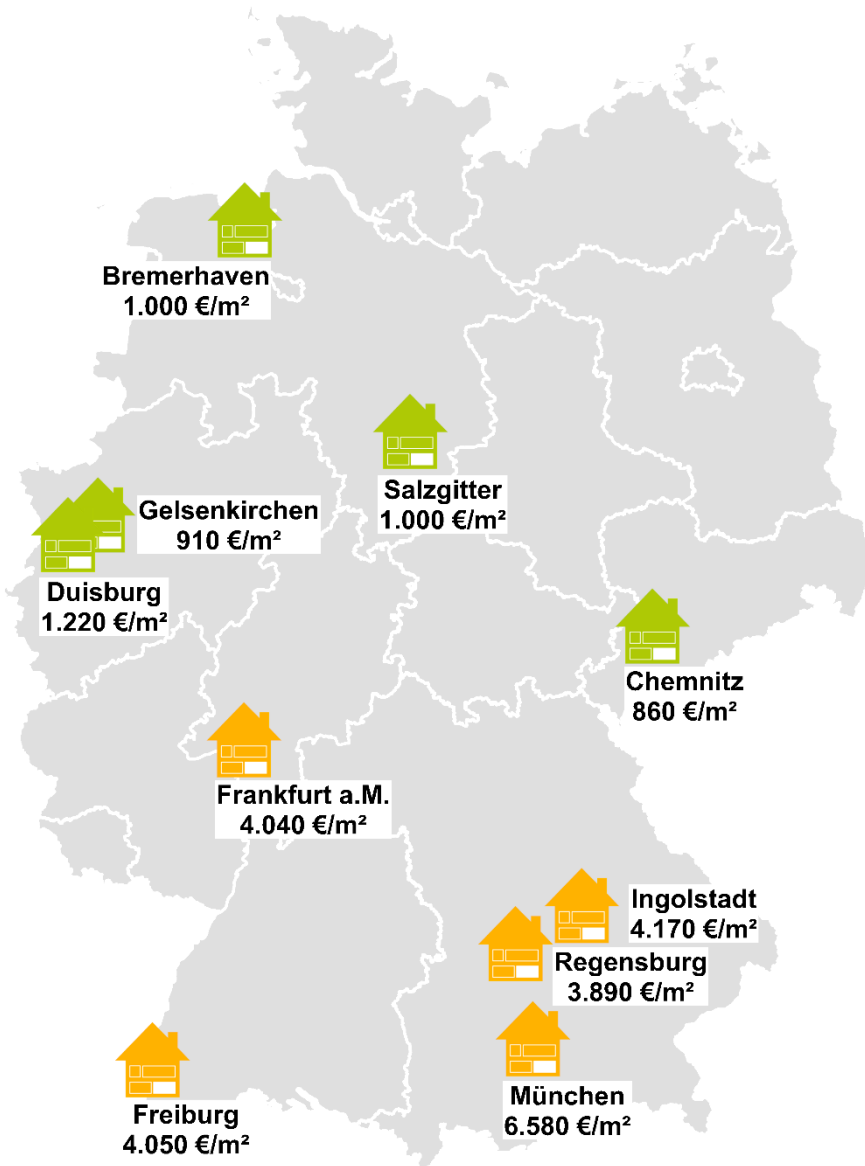 Bremerhaven
1.000 €/m²
Salzgitter
1.000 €/m²
Gelsenkirchen
910 €/m²
Duisburg
1.220 €/m²
Chemnitz
860 €/m²
Frankfurt a.M.
4.040 €/m²
Ingolstadt
4.170 €/m²
Regensburg
3.890 €/m²
München
6.580 €/m²
Freiburg
4.050 €/m²